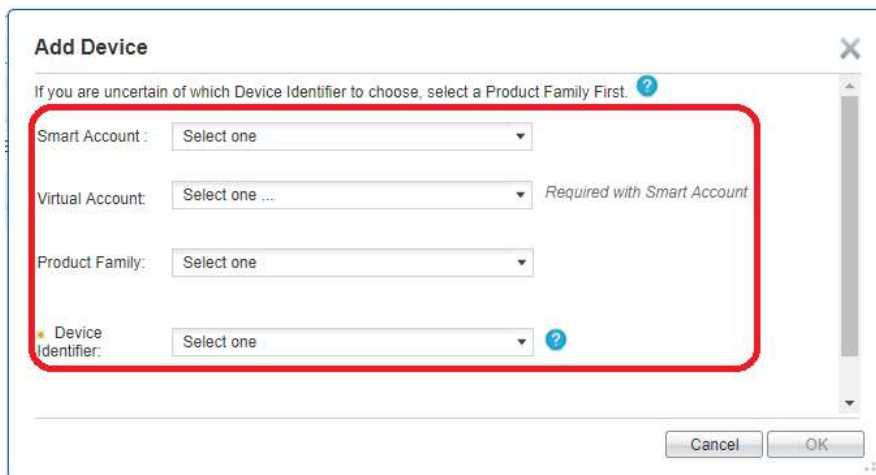 Add Device
If you are uncertain of which Device Identifier to choose, select a Product Family First. ?
Smart Account : Select one
Virtual Account: Select one ... Required with Smart Account
Product Family: Select one
* Device
Identifier: Select one ?
Cancel OK